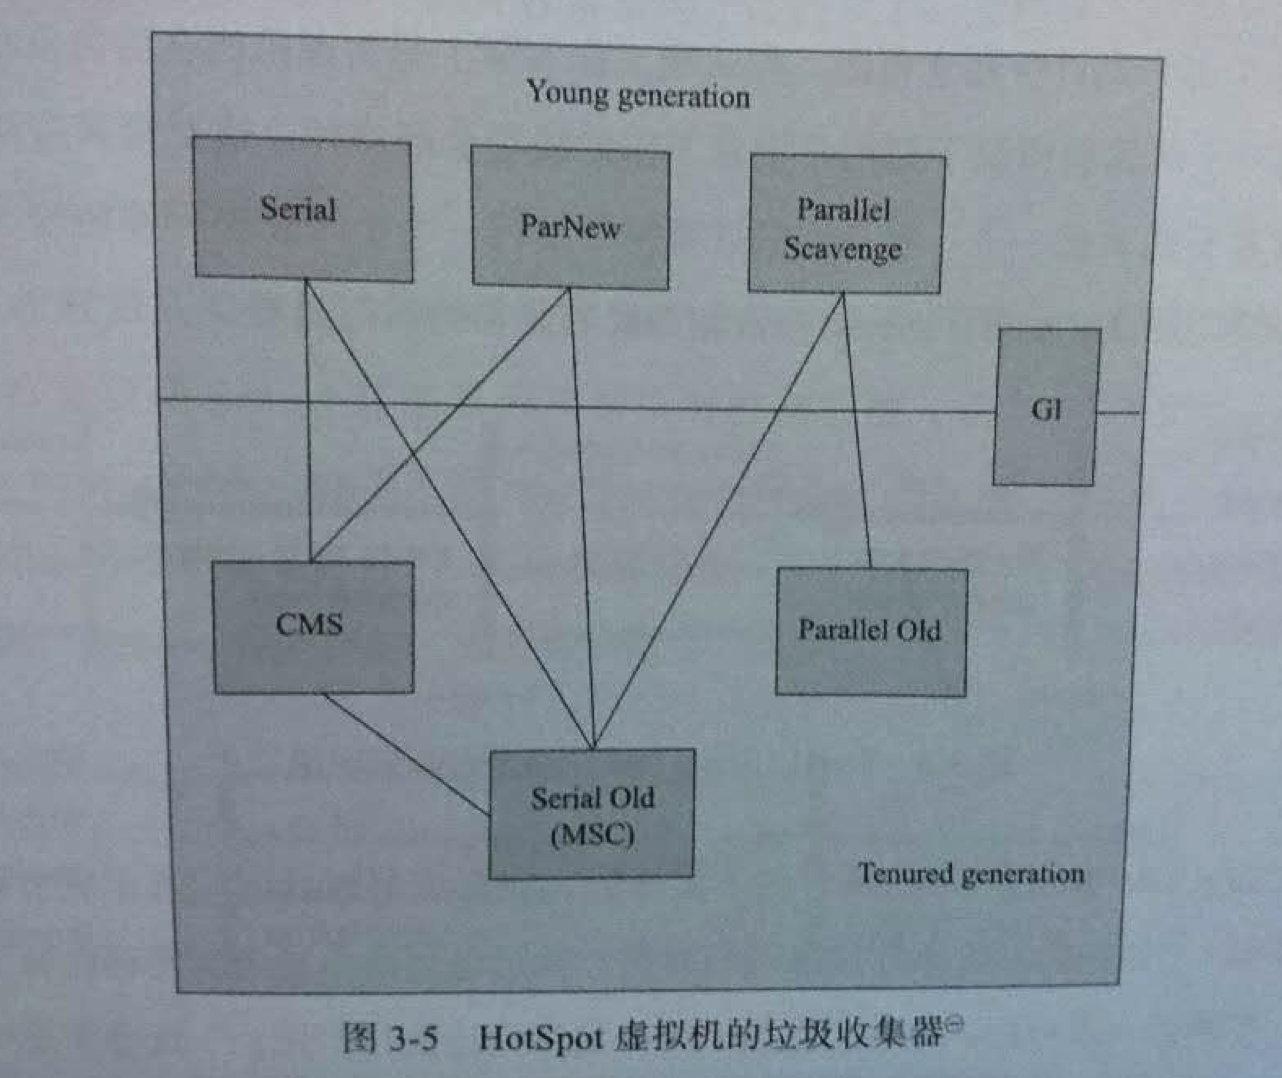 Young generation
Serial
ParNew
Parallel
Scavenge
G1
CMS
Parallel Old
Serial Old
(MSC)
Tenured generation
图 3-5 HotSpot 虚拟机的垃圾收集器㊀